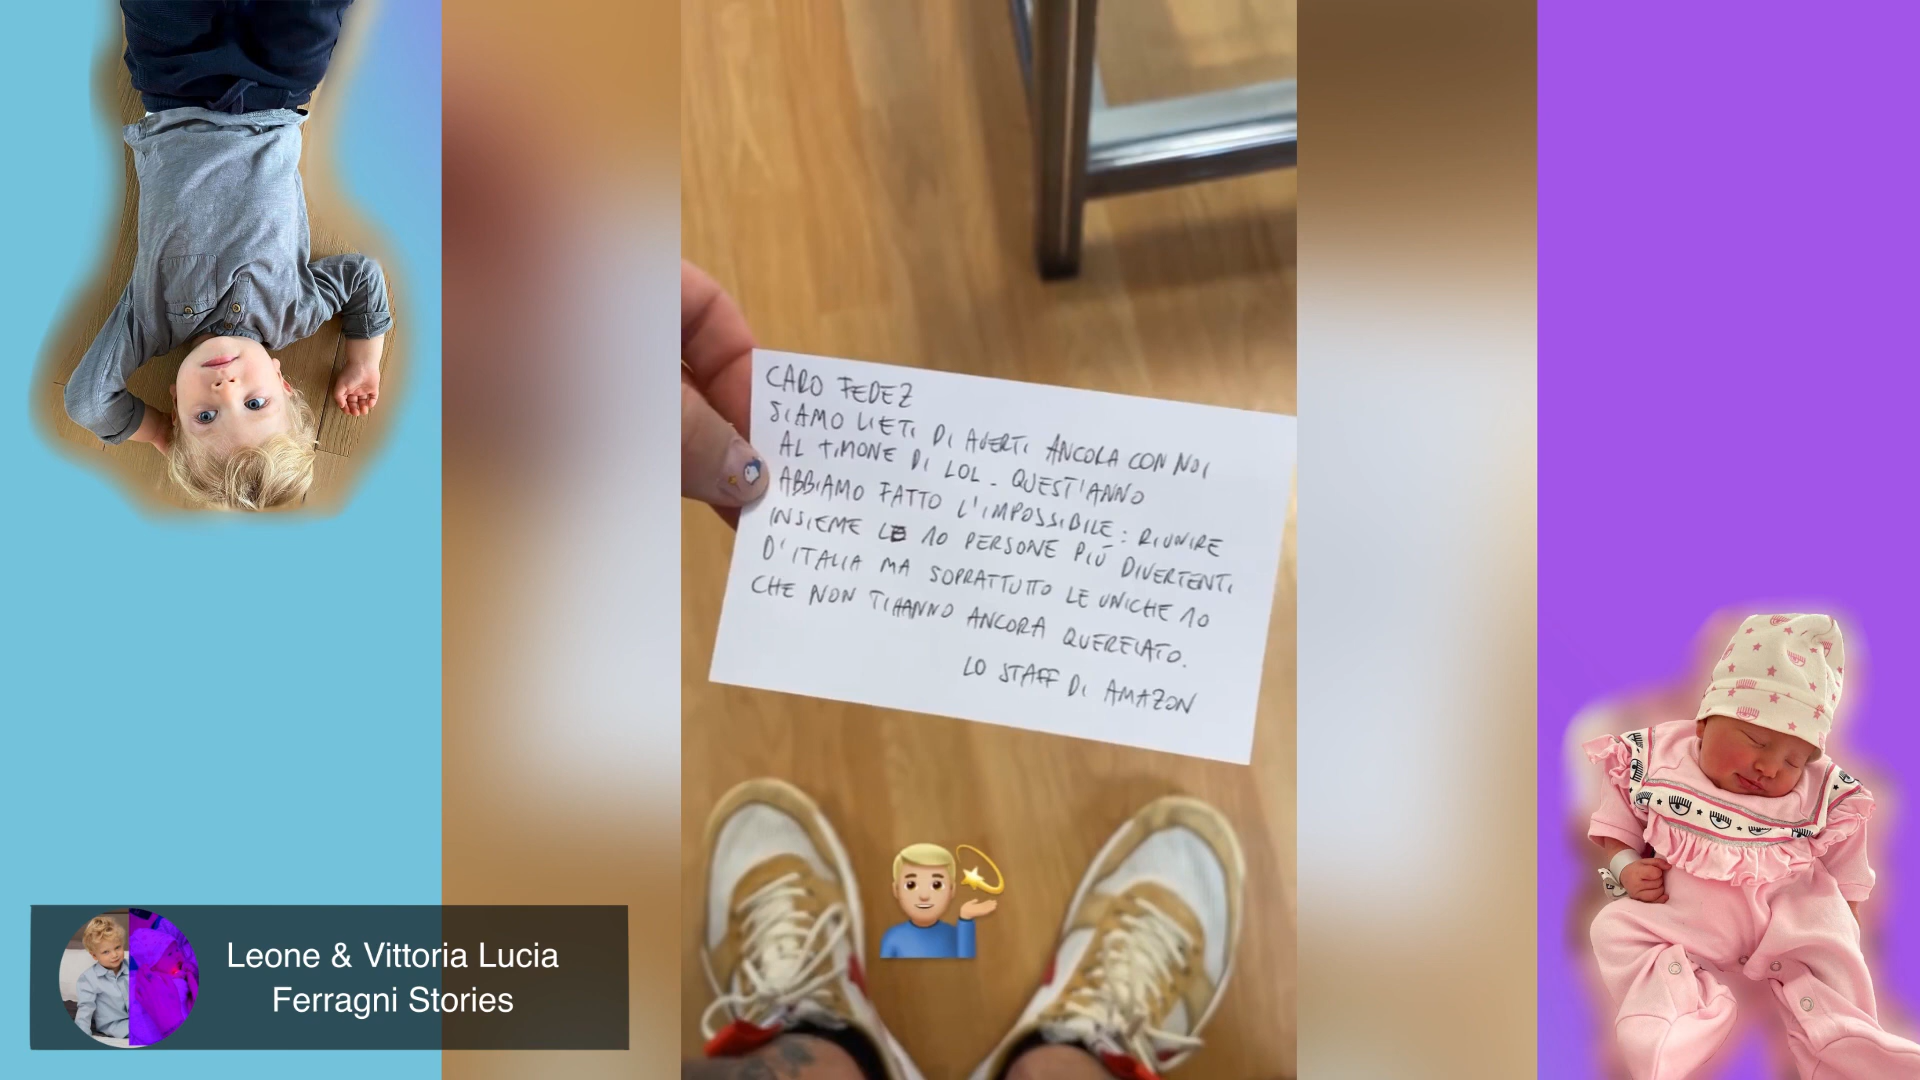 CARO FEDEZ
SIAMO LIETI DI AVERTI ANCORA CON NOI
AL TIMONE DI LOL. QUEST'ANNO
ABBIAMO FATTO L'IMPOSSIBILE: RIUNIRE
INSIEME LE 10 PERSONE PIÙ DIVERTENTI
D'ITALIA MA SOPRATTUTTO LE UNICHE 10
CHE NON TI HANNO ANCORA QUERELATO.
LO STAFF DI AMAZON
Leone & Vittoria Lucia
Ferragni Stories